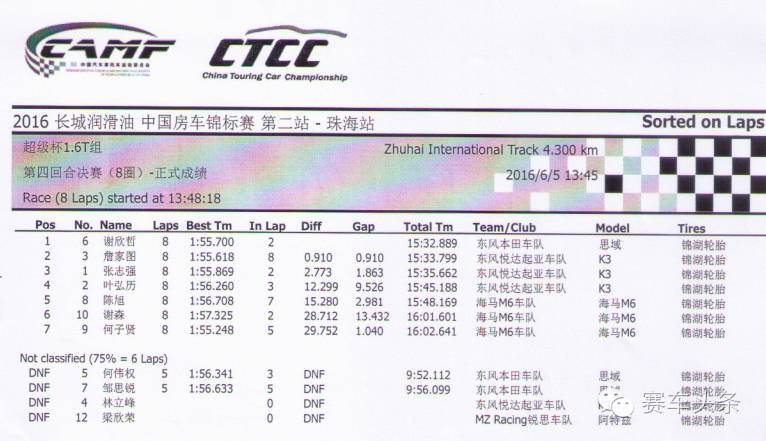 CAMF
中国汽车摩托车运动联合会
CTCC
China Touring Car Championship
2016 长城润滑油 中国房车锦标赛 第二站 - 珠海站 Sorted on Laps
超级杯1.6T组 Zhuhai International Track 4.300 km
第四回合决赛（8圈）-正式成绩 2016/6/5 13:45
Race (8 Laps) started at 13:48:18
Pos No. Name Laps Best Tm In Lap Diff Gap Total Tm Team/Club Model Tires
1 6 谢欣哲 8 1:55.700 2 15:32.889 东风本田车队 思域 锦湖轮胎
2 3 詹家图 8 1:55.618 8 0.910 0.910 15:33.799 东风悦达起亚车队 K3 锦湖轮胎
3 1 张志强 8 1:55.869 2 2.773 1.863 15:35.662 东风悦达起亚车队 K3 锦湖轮胎
4 2 叶弘历 8 1:56.260 3 12.299 9.526 15:45.188 东风悦达起亚车队 K3 锦湖轮胎
5 8 陈旭 8 1:56.708 7 15.280 2.981 15:48.169 海马M6车队 海马M6 锦湖轮胎
6 10 谢森 8 1:57.325 2 28.712 13.432 16:01.601 海马M6车队 海马M6 锦湖轮胎
7 9 何子贤 8 1:55.248 5 29.752 1.040 16:02.641 海马M6车队 海马M6 锦湖轮胎
Not classified (75% = 6 Laps)
DNF 5 何伟权 5 1:56.341 3 DNF 9:52.112 东风本田车队 思域 锦湖轮胎
DNF 7 邹思锐 5 1:56.633 5 DNF 9:56.099 东风本田车队 思域 锦湖轮胎
DNF 4 林立峰 0 DNF 东风悦达起亚车队 K3 锦湖轮胎
DNF 12 梁欣荣 0 DNF MZ Racing锐思车队 阿特兹 锦湖轮胎
赛车头条